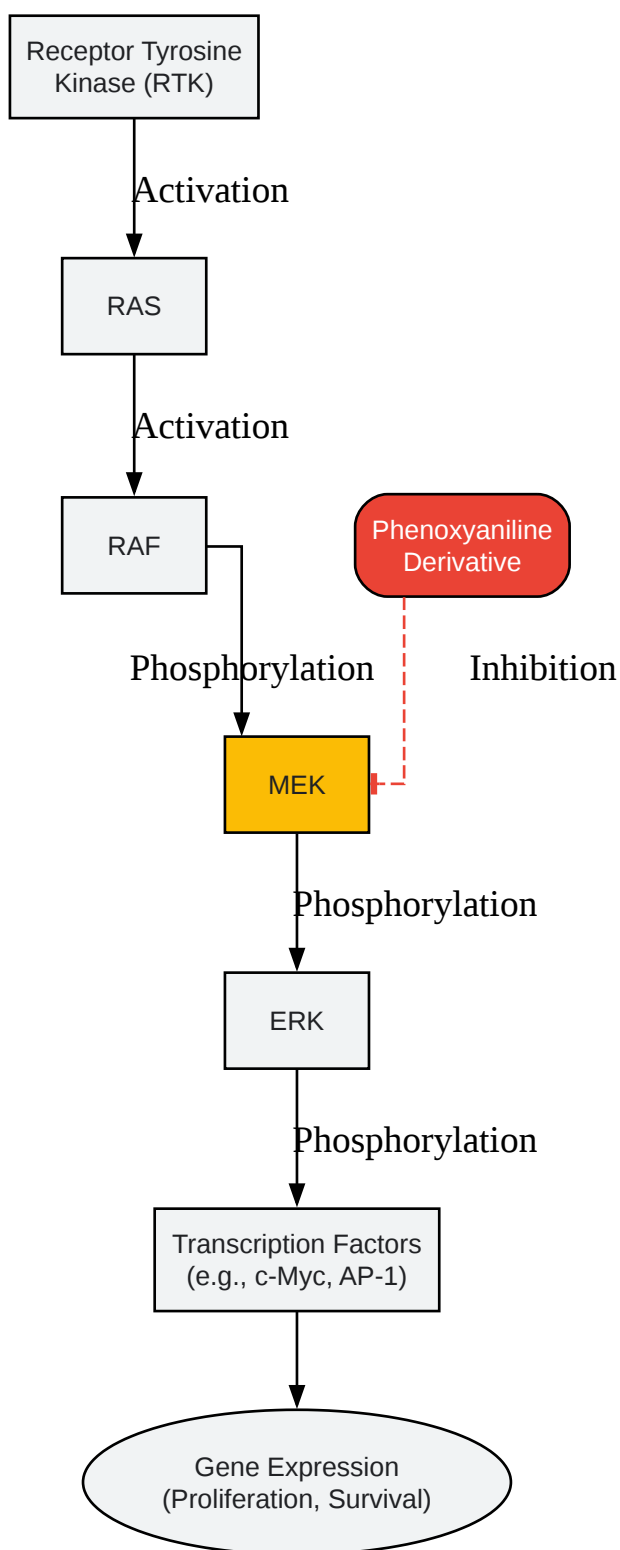 Receptor Tyrosine
Kinase (RTK)
Activation
RAS
Activation
RAF
Phenoxyaniline
Derivative
Phosphorylation
Inhibition
MEK
Phosphorylation
ERK
Phosphorylation
Transcription Factors
(e.g., c-Myc, AP-1)
Gene Expression
(Proliferation, Survival)